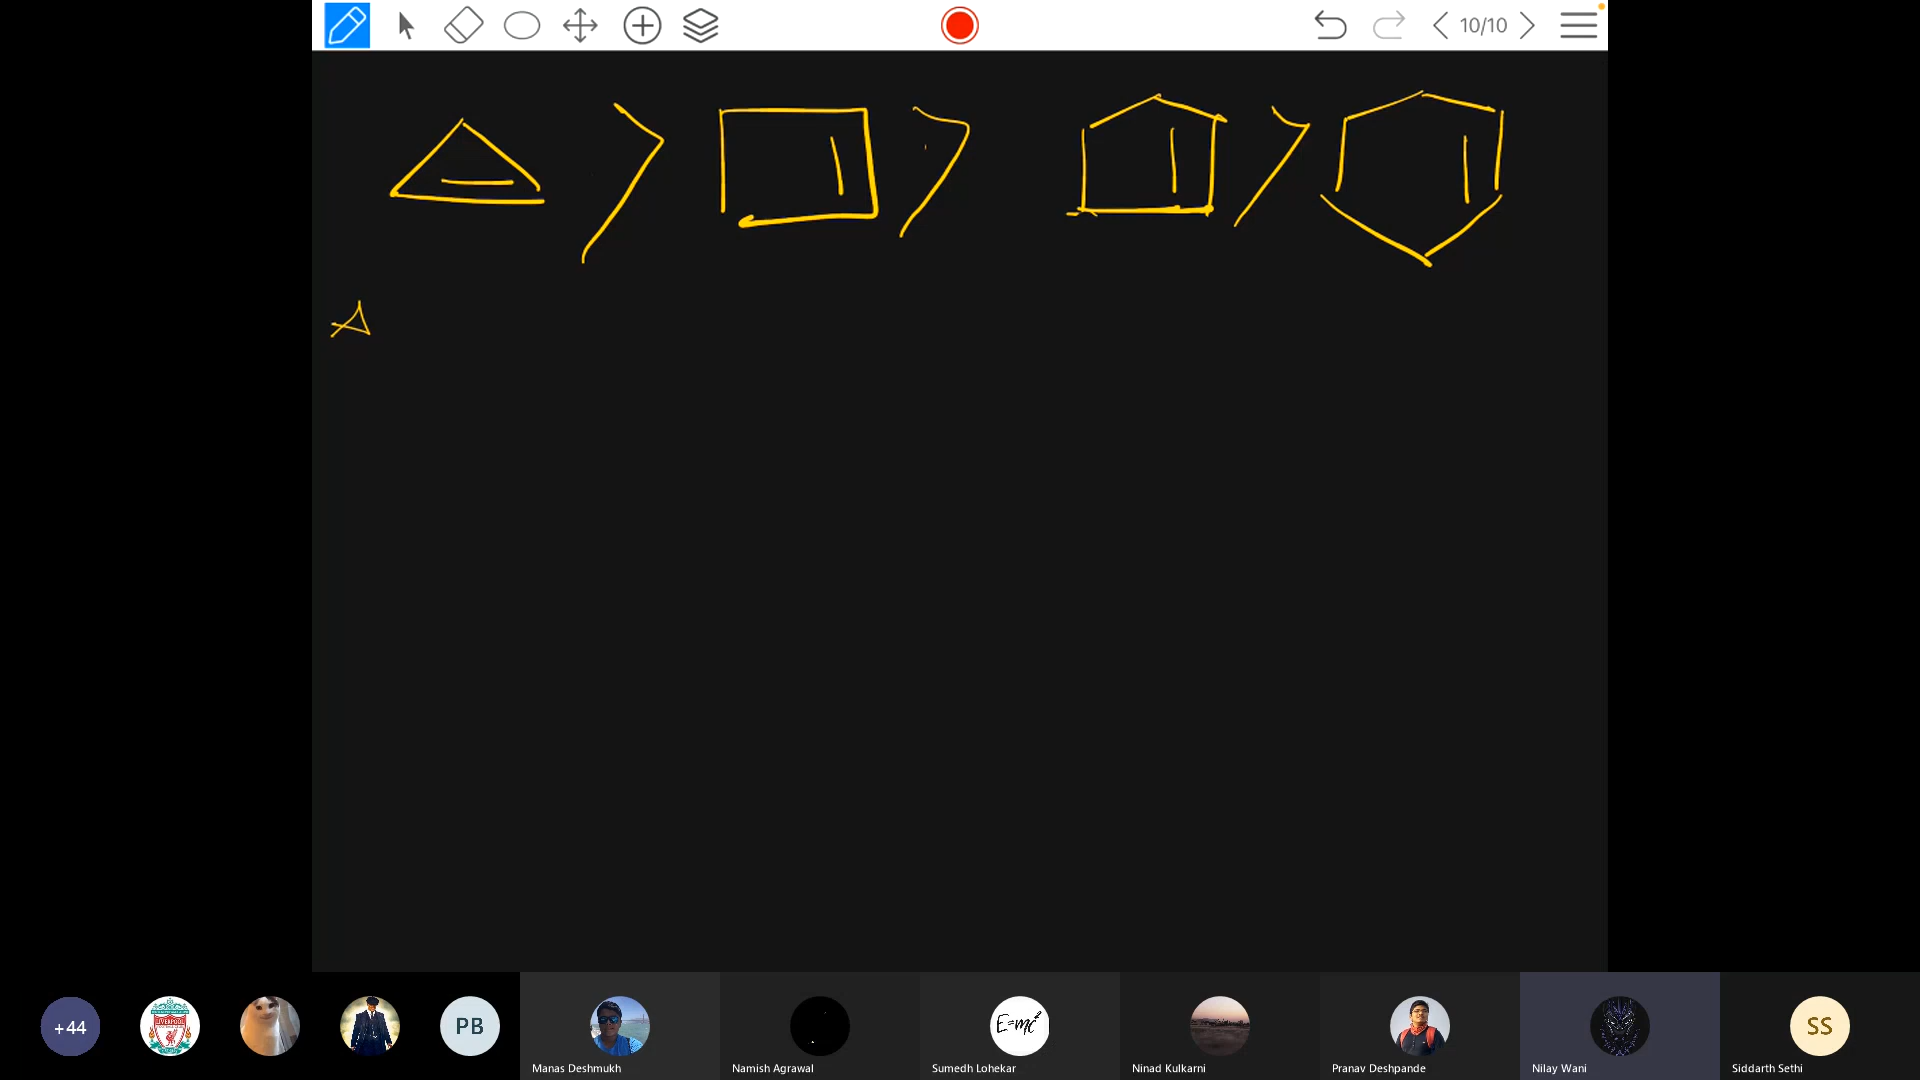 10/10
> > >
A
+44
LIVERPOOL
PB
E=mc²
SS
Manas Deshmukh
Namish Agrawal
Sumedh Lohekar
Ninad Kulkarni
Pranav Deshpande
Nilay Wani
Siddarth Sethi